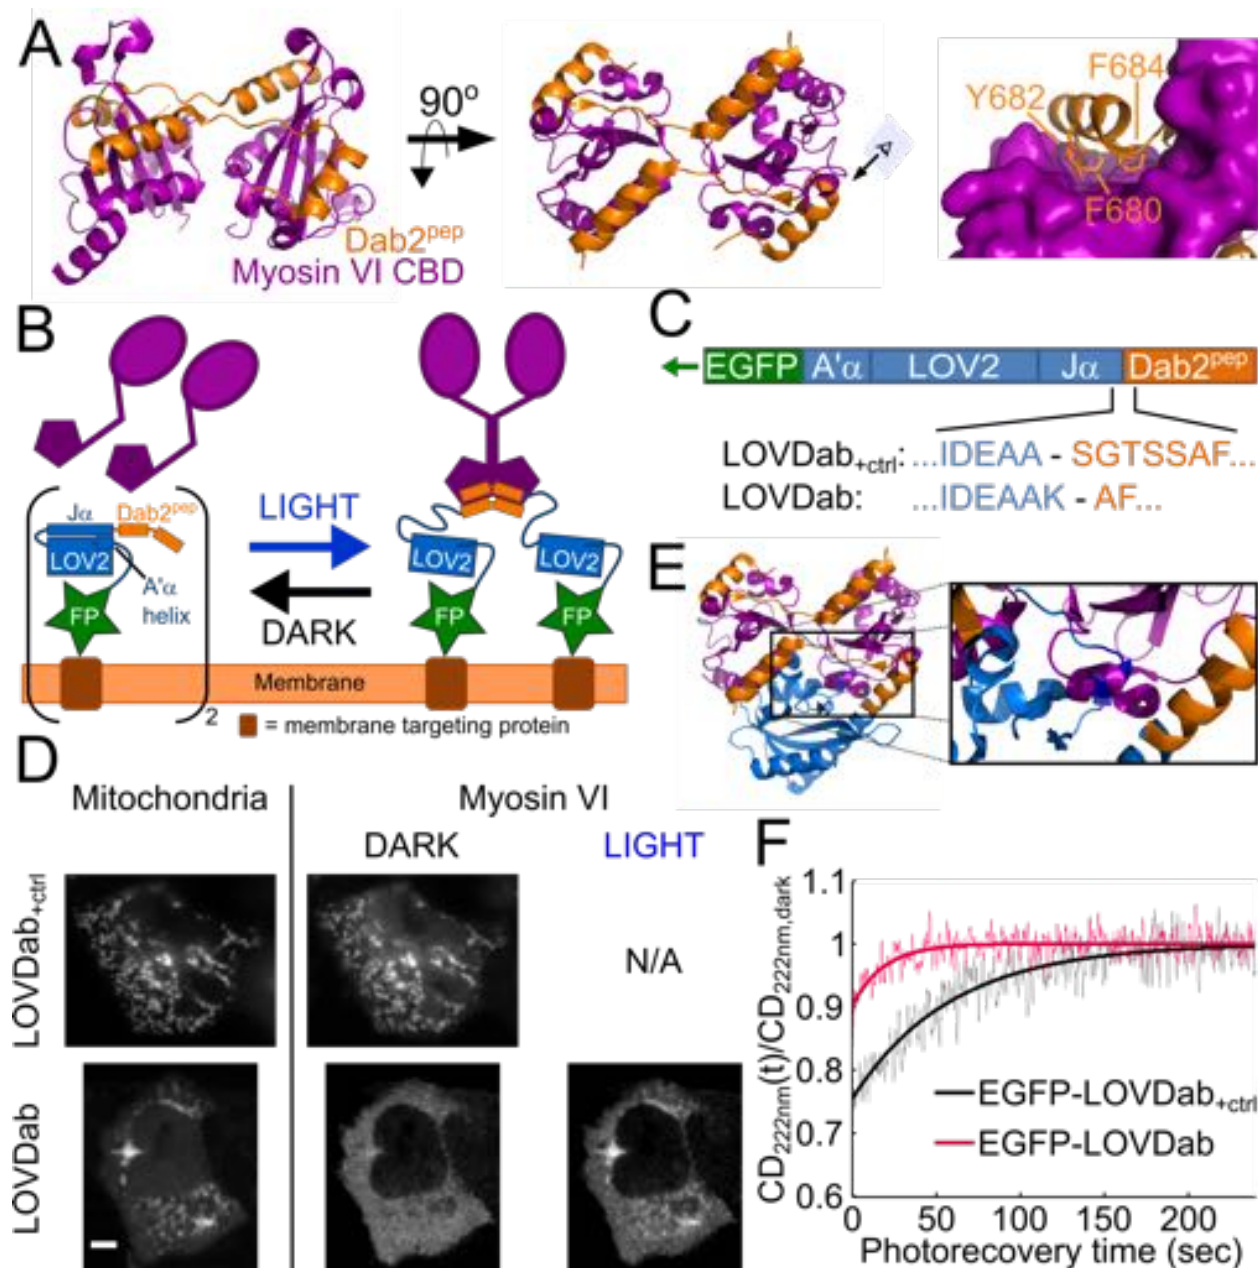 A
90°
Dab2pep
Myosin VI CBD
F684
Y682
F680
B
Jα
Dab2pep
LOV2
A'α
helix
FP
2
LIGHT
DARK
LOV2
LOV2
FP
FP
Membrane
= membrane targeting protein
C
EGFP A'α LOV2 Jα Dab2pep
LOVDab+ctrl: ...IDEAA - SGTSSAF...
LOVDab: ...IDEAAK - AF...
D
Mitochondria
Myosin VI
DARK
LIGHT
LOVDab+ctrl
N/A
LOVDab
E
F
CD222nm(t)/CD222nm,dark
1.1
1
0.9
0.8
0.7
0.6
EGFP-LOVDab+ctrl
EGFP-LOVDab
0 50 100 150 200
Photorecovery time (sec)